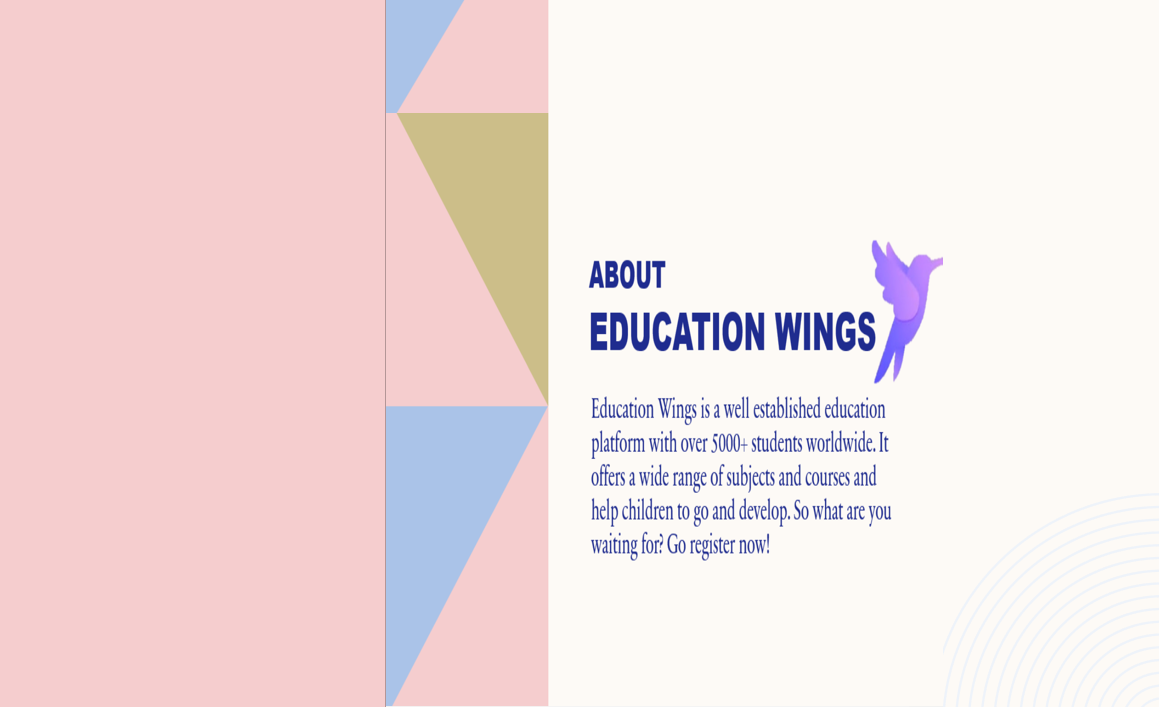 ABOUT
EDUCATION WINGS
Education Wings is a well established education
platform with over 5000+ students worldwide. It
offers a wide range of subjects and courses and
help children to go and develop. So what are you
waiting for? Go register now!